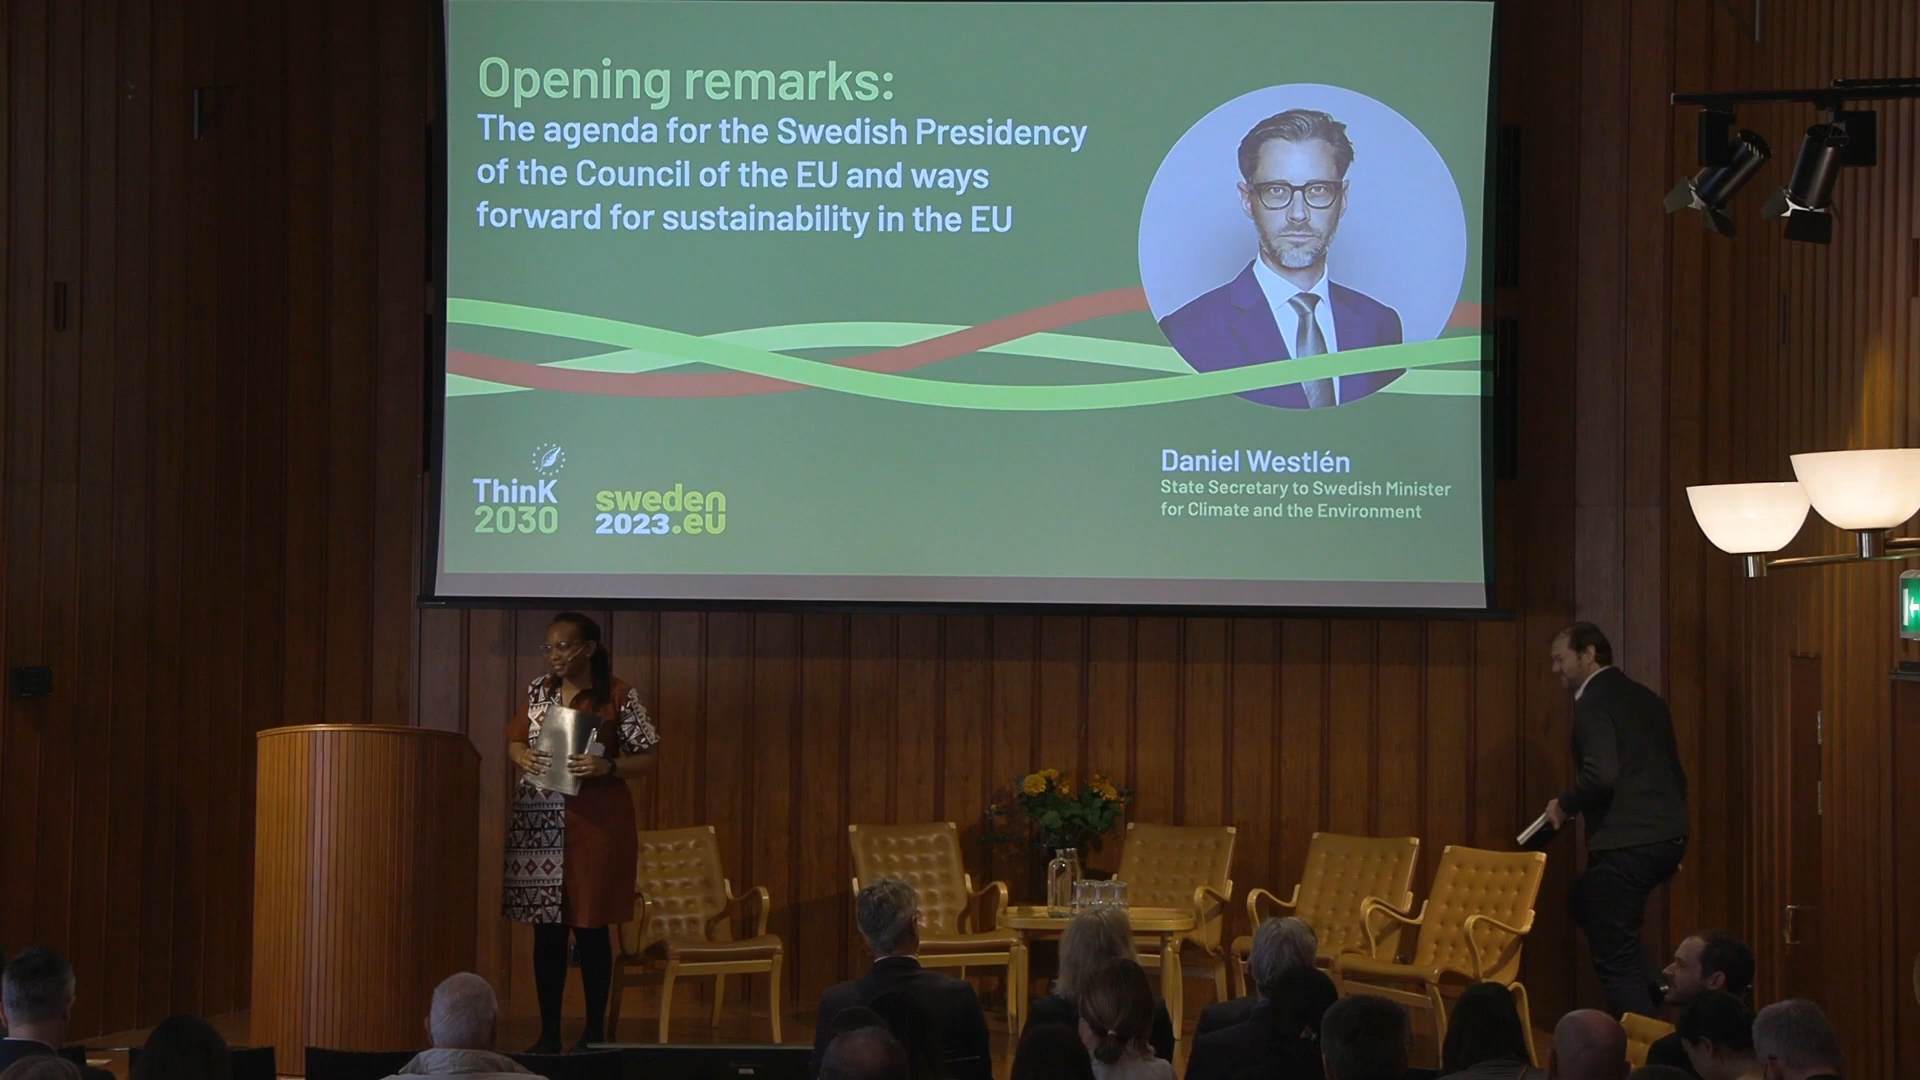 Opening remarks:
The agenda for the Swedish Presidency
of the Council of the EU and ways
forward for sustainability in the EU
ThinK
2030
sweden
2023.eu
Daniel Westlén
State Secretary to Swedish Minister
for Climate and the Environment